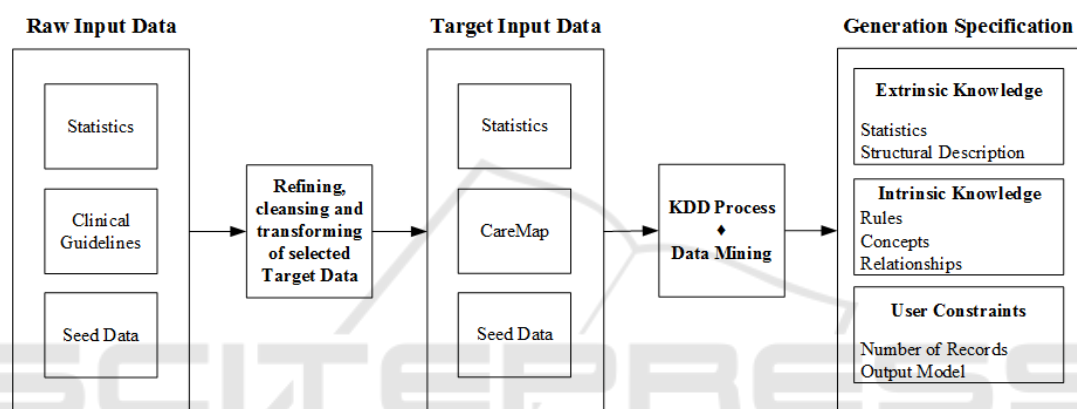 Raw Input Data
Statistics
Clinical
Guidelines
Seed Data
Refining,
cleansing and
transforming
of selected
Target Data
Target Input Data
Statistics
CareMap
Seed Data
KDD Process
♦
Data Mining
Generation Specification
Extrinsic Knowledge
Statistics
Structural Description
Intrinsic Knowledge
Rules
Concepts
Relationships
User Constraints
Number of Records
Output Model
SCITEPRESS